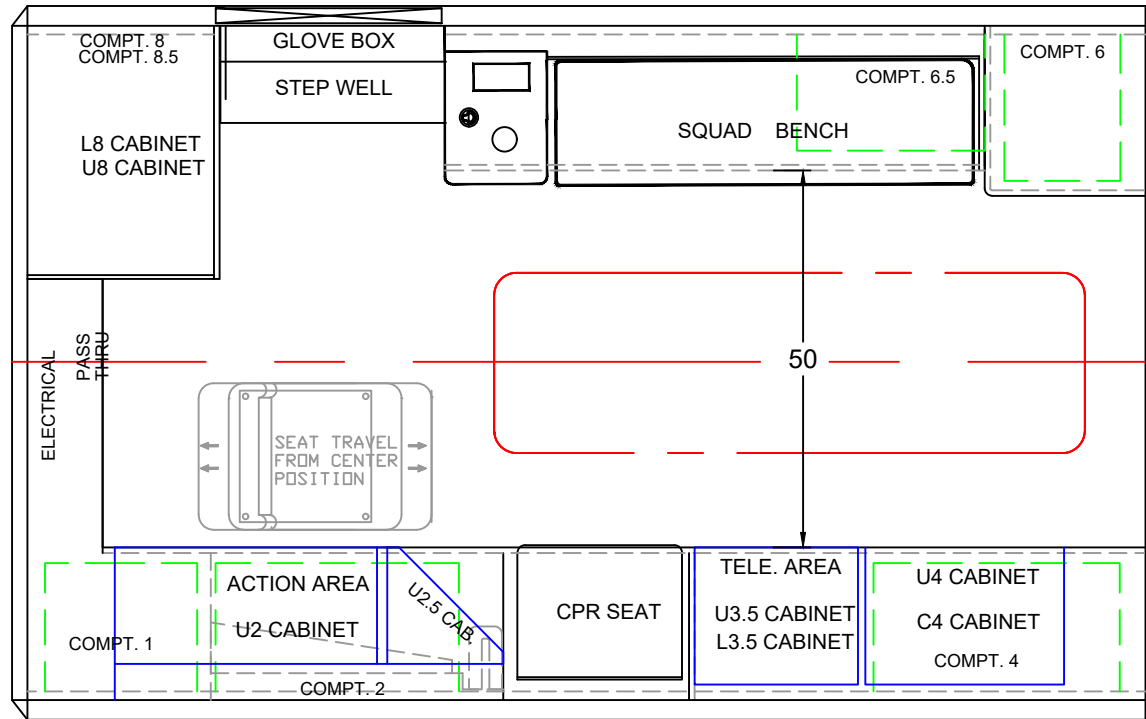 COMPT. 8
COMPT. 8.5
L8 CABINET
U8 CABINET
GLOVE BOX
STEP WELL
SQUAD BENCH
COMPT. 6.5
COMPT. 6
ELECTRICAL
PASS
THRU
50
SEAT TRAVEL
FROM CENTER
POSITION
COMPT. 1
ACTION AREA
U2 CABINET
COMPT. 2
U2.5 CAB.
CPR SEAT
TELE. AREA
U3.5 CABINET
L3.5 CABINET
U4 CABINET
C4 CABINET
COMPT. 4